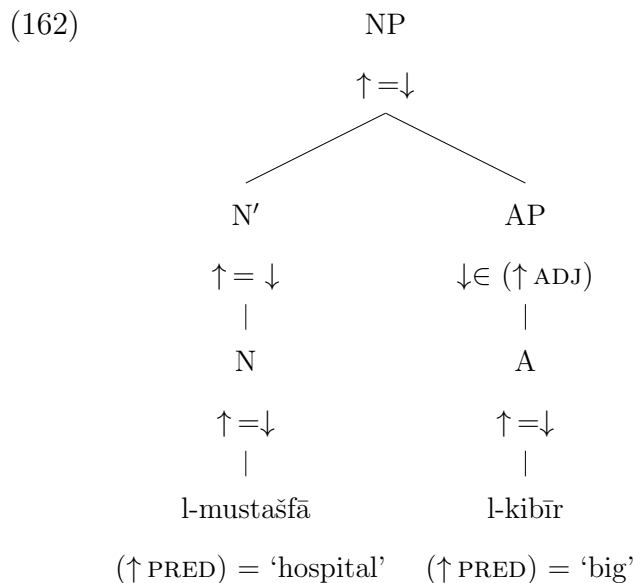 (162) NP
↑=↓
N′ AP
↑ = ↓ ↓∈ (↑ ADJ)
N A
↑=↓ ↑=↓
l-mustašfā l-kibīr
(↑ PRED) = ‘hospital’ (↑ PRED) = ‘big’